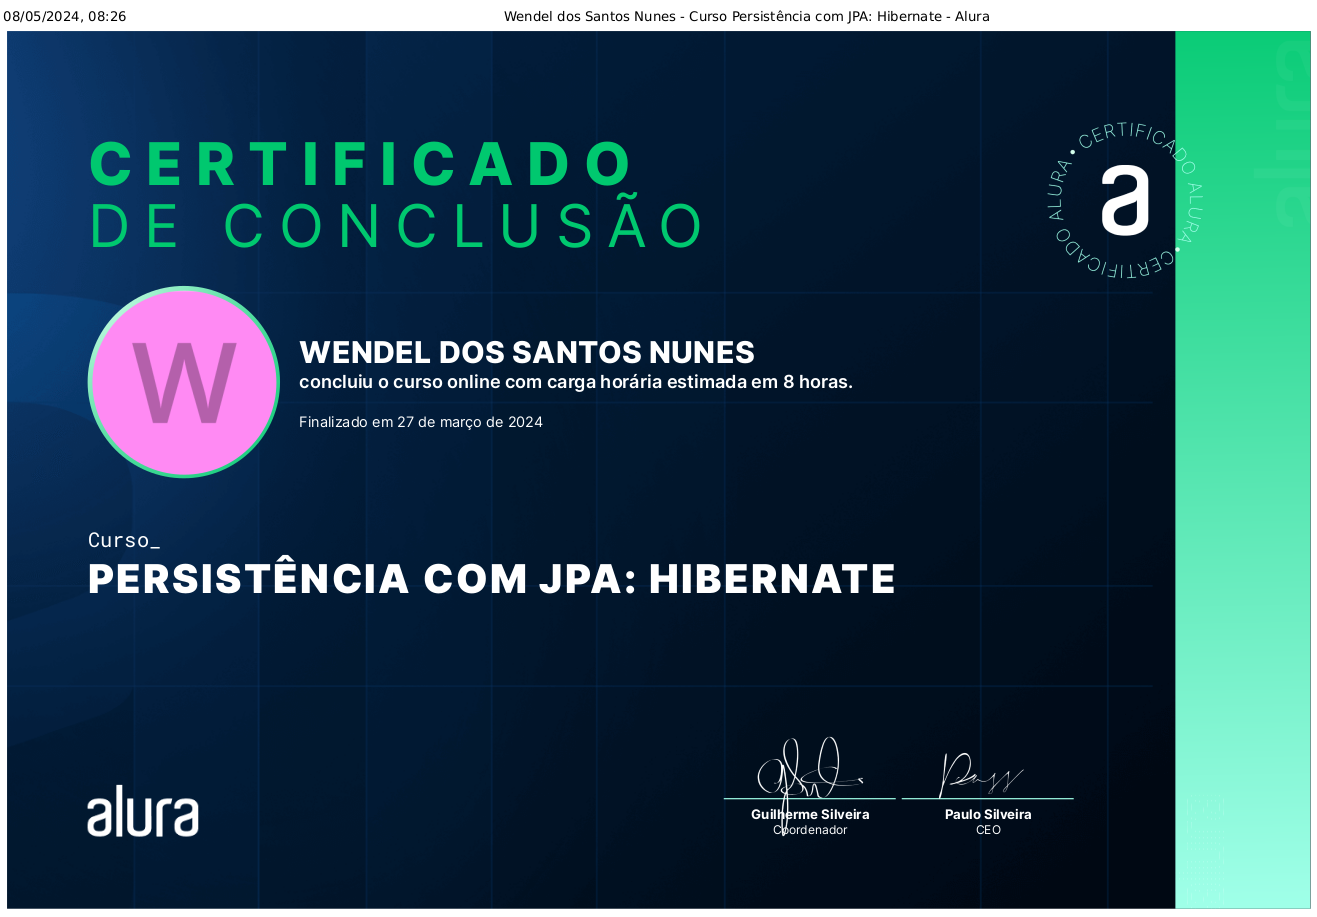 08/05/2024, 08:26
Wendel dos Santos Nunes - Curso Persistência com JPA: Hibernate - Alura
CERTIFICADO
DE CONCLUSÃO
CERTIFICADO ALURA • CERTIFICADO ALURA •
a
alura
W
WENDEL DOS SANTOS NUNES
concluiu o curso online com carga horária estimada em 8 horas.
Finalizado em 27 de março de 2024
Curso_
PERSISTÊNCIA COM JPA: HIBERNATE
alura
Guilherme Silveira
Coordenador
Paulo Silveira
CEO